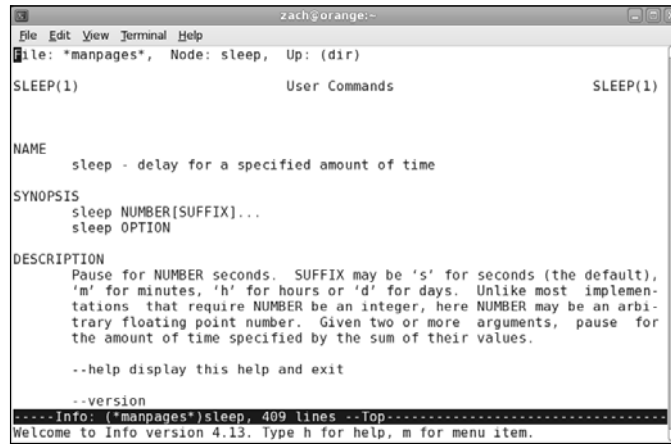 zach@orange:~
File Edit View Terminal Help
File: *manpages*, Node: sleep, Up: (dir)
SLEEP(1) User Commands SLEEP(1)
NAME
sleep - delay for a specified amount of time
SYNOPSIS
sleep NUMBER[SUFFIX]...
sleep OPTION
DESCRIPTION
Pause for NUMBER seconds. SUFFIX may be ‘s’ for seconds (the default),
‘m’ for minutes, ‘h’ for hours or ‘d’ for days. Unlike most implemen-
tations that require NUMBER be an integer, here NUMBER may be an arbi-
trary floating point number. Given two or more arguments, pause for
the amount of time specified by the sum of their values.
--help display this help and exit
--version
-----Info: (*manpages*)sleep, 409 lines --Top---------------------------------
Welcome to Info version 4.13. Type h for help, m for menu item.